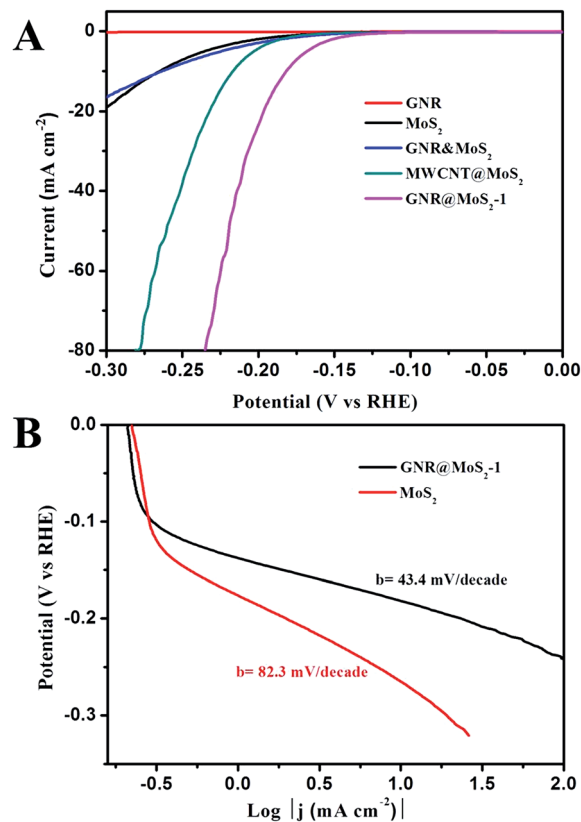 A
0
-20
-40
-60
-80
Current (mA cm⁻²)
GNR
MoS₂
GNR&MoS₂
MWCNT@MoS₂
GNR@MoS₂-1
-0.30 -0.25 -0.20 -0.15 -0.10 -0.05 0.00
Potential (V vs RHE)
B
0.0
-0.1
-0.2
-0.3
Potential (V vs RHE)
GNR@MoS₂-1
MoS₂
b= 43.4 mV/decade
b= 82.3 mV/decade
-0.5 0.0 0.5 1.0 1.5 2.0
Log |j (mA cm⁻²)|